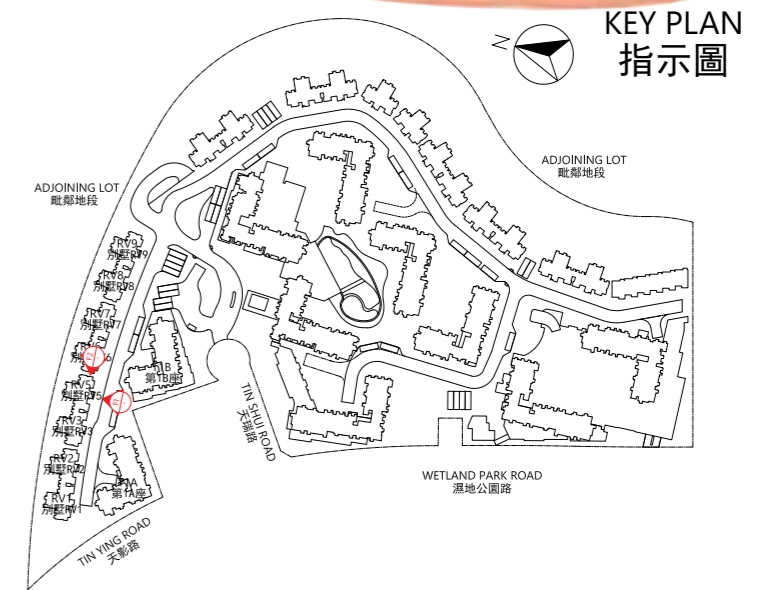 KEY PLAN
指示圖
N
ADJOINING LOT
毗鄰地段
ADJOINING LOT
毗鄰地段
RV9
別墅RV9
RV8
別墅RV8
RV7
別墅RV7
RV5
別墅RV5
RV3
別墅RV3
RV2
別墅RV2
RV1
別墅RV1
第1B座
第1A座
TIN SHUI ROAD
天瑞路
TIN YING ROAD
天影路
WETLAND PARK ROAD
濕地公園路